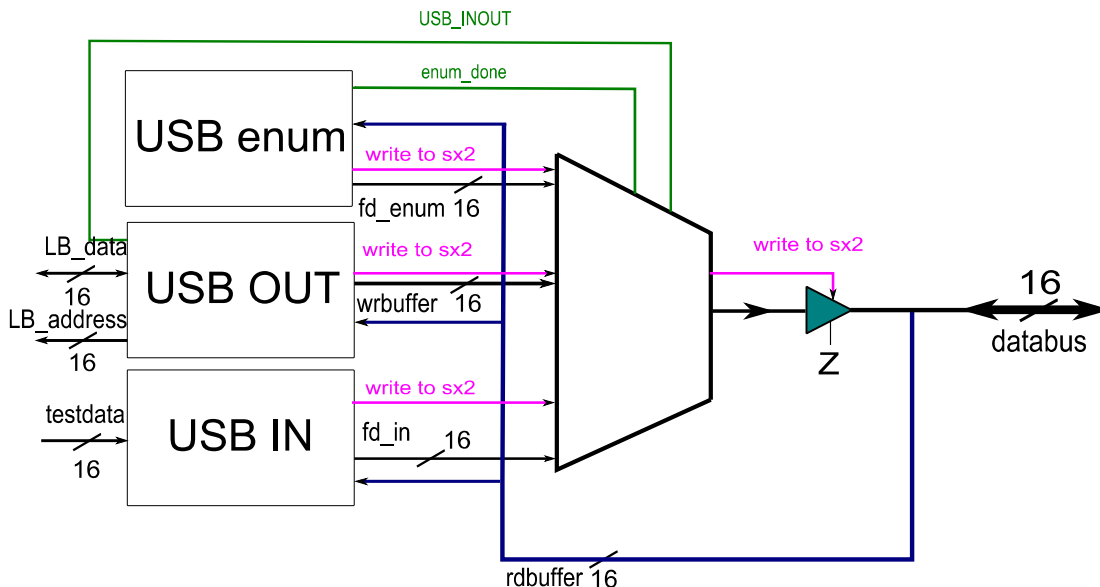 USB_INOUT
enum_done
USB enum
write to sx2
fd_enum 16
LB_data
16
USB OUT
write to sx2
wrbuffer 16
LB_address
16
write to sx2
Z
16
databus
testdata
16
USB IN
write to sx2
fd_in 16
rdbuffer 16